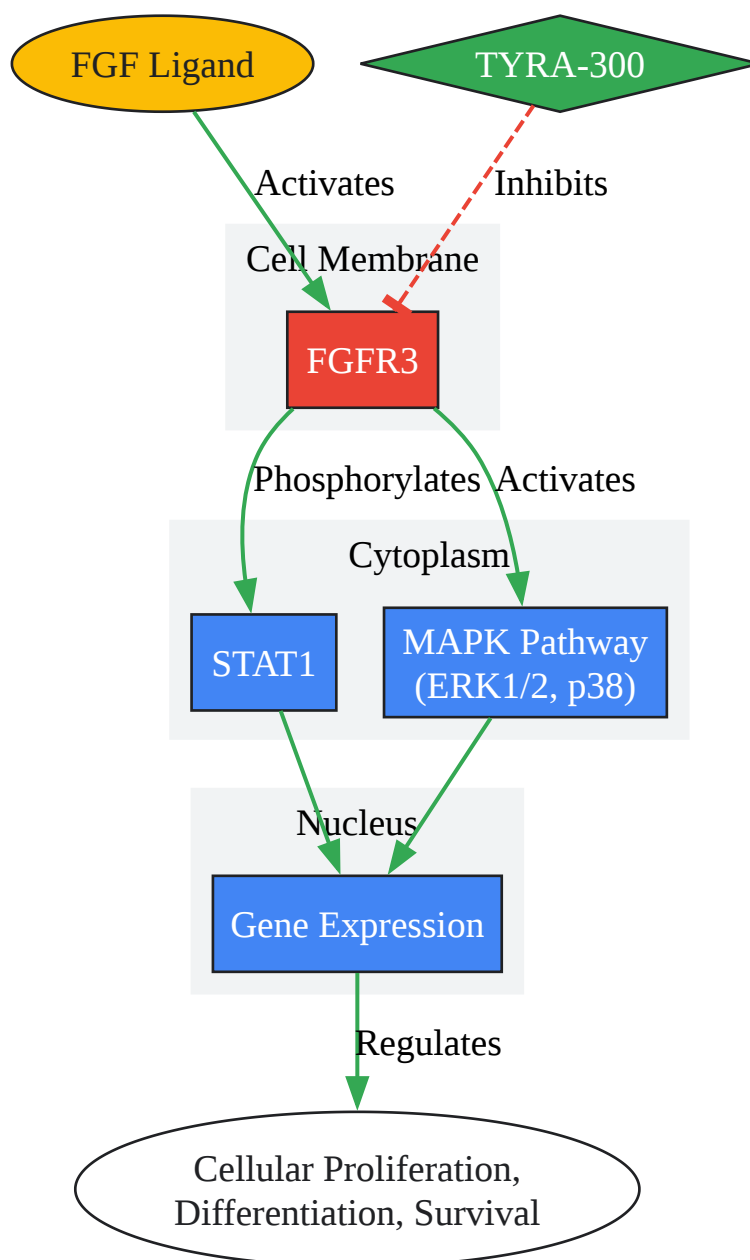 FGF Ligand
TYRA-300
Activates
Inhibits
Cell Membrane
FGFR3
Phosphorylates
Activates
Cytoplasm
STAT1
MAPK Pathway
(ERK1/2, p38)
Nucleus
Gene Expression
Regulates
Cellular Proliferation,
Differentiation, Survival